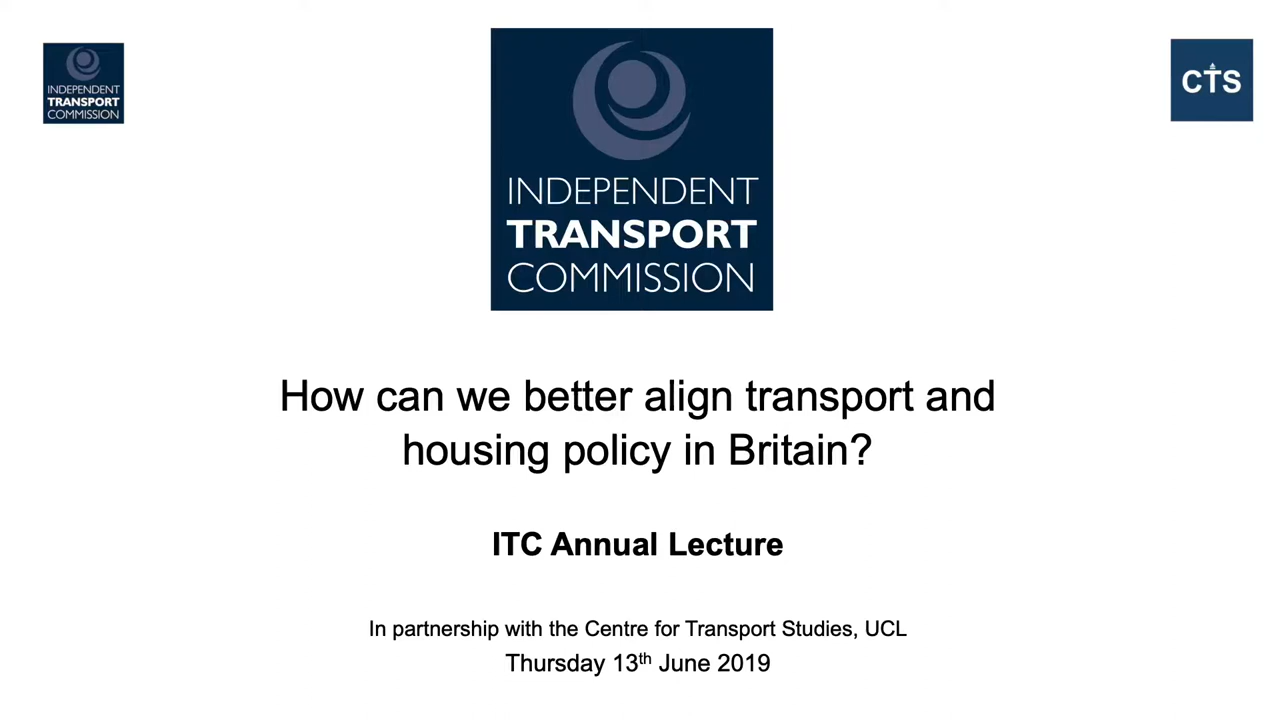 INDEPENDENT
TRANSPORT
COMMISSION
CTS
INDEPENDENT
TRANSPORT
COMMISSION
How can we better align transport and
housing policy in Britain?
ITC Annual Lecture
In partnership with the Centre for Transport Studies, UCL
Thursday 13th June 2019